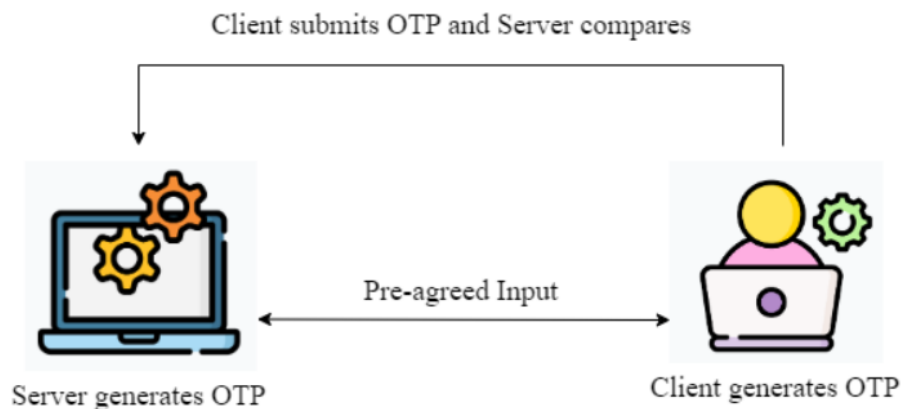 Client submits OTP and Server compares
Pre-agreed Input
Server generates OTP
Client generates OTP